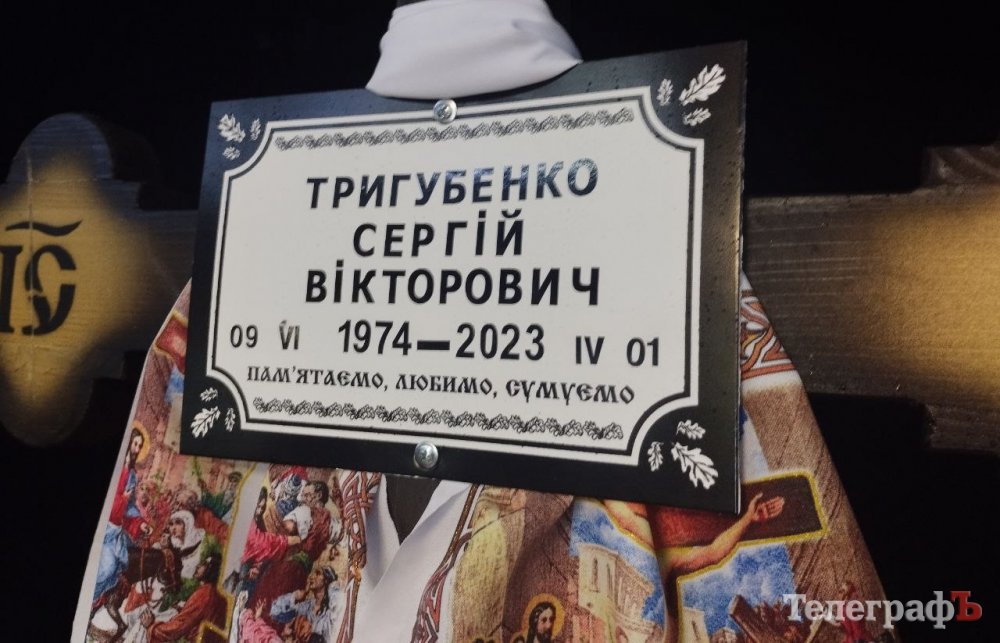 ІС
ТРИГУБЕНКО
СЕРГІЙ
ВІКТОРОВИЧ
09 VI 1974—2023 IV 01
ПАМ'ЯТАЄМО, ЛЮБИМО, СУМУЄМО
ТелеграфЪ